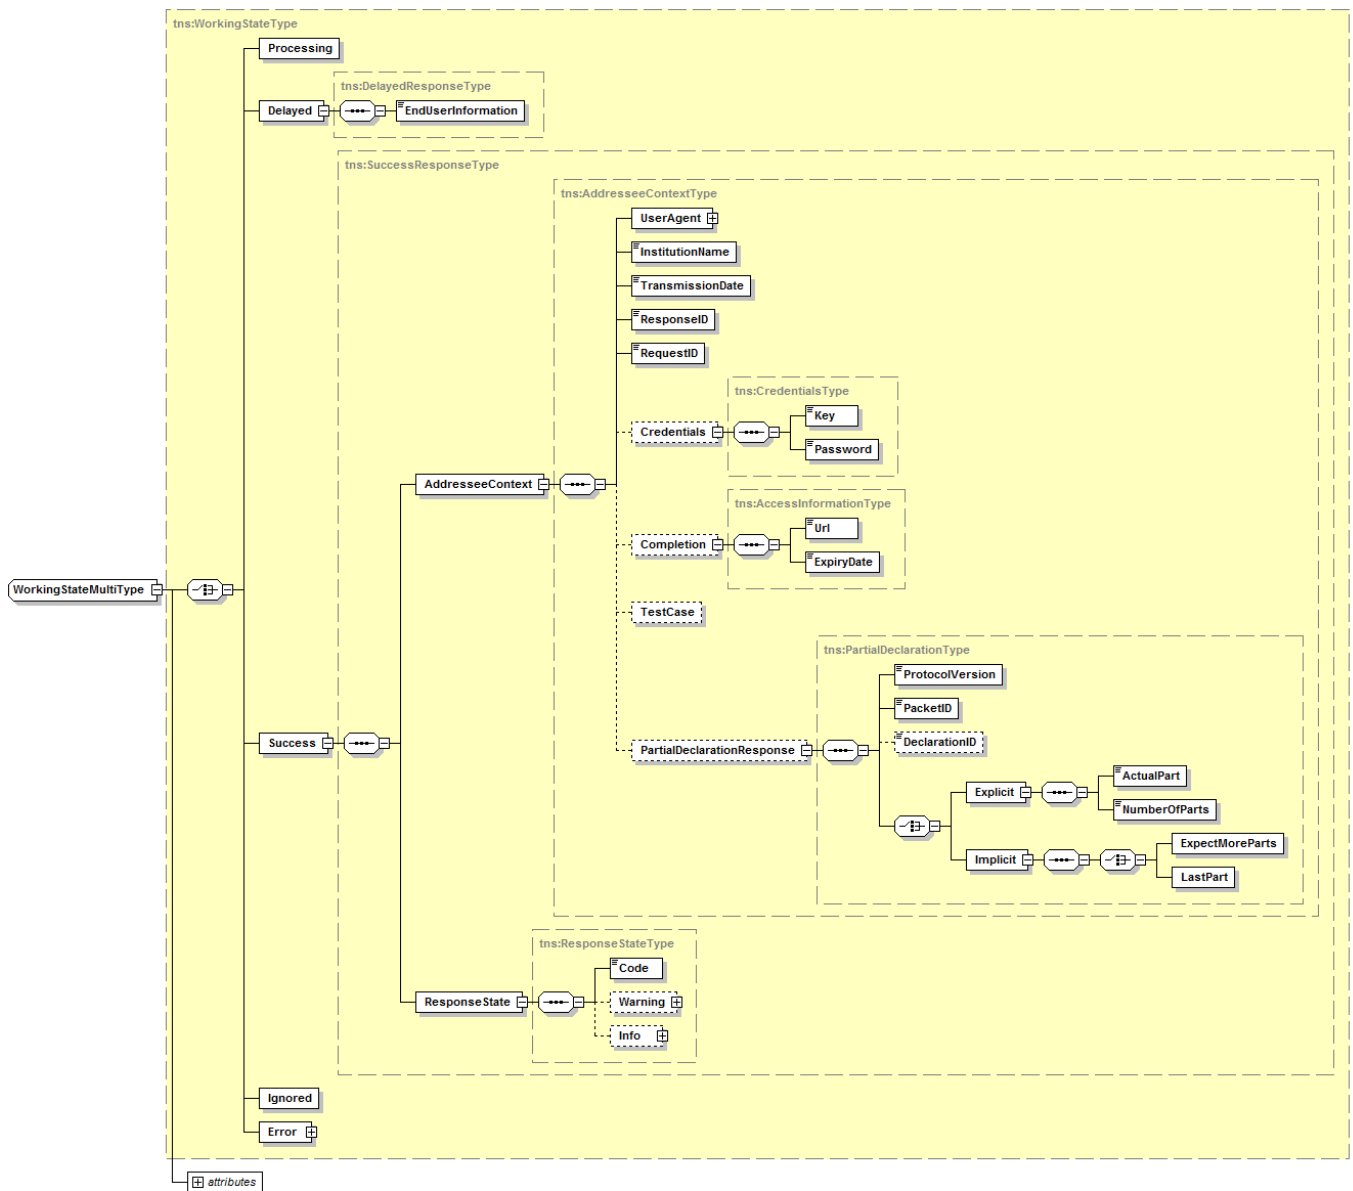 tns:WorkingStateType
Processing
tns:DelayedResponseType
Delayed
EndUserInformation
tns:SuccessResponseType
tns:AddresseeContextType
UserAgent
InstitutionName
TransmissionDate
ResponseID
RequestID
tns:CredentialsType
Key
Credentials
Password
AddresseeContext
tns:AccessInformationType
Url
Completion
ExpiryDate
WorkingStateMultiType
TestCase
tns:PartialDeclarationType
ProtocolVersion
PacketID
DeclarationID
Success
PartialDeclarationResponse
ActualPart
Explicit
NumberOfParts
ExpectMoreParts
Implicit
LastPart
tns:ResponseStateType
Code
ResponseState
Warning
Info
Ignored
Error
attributes